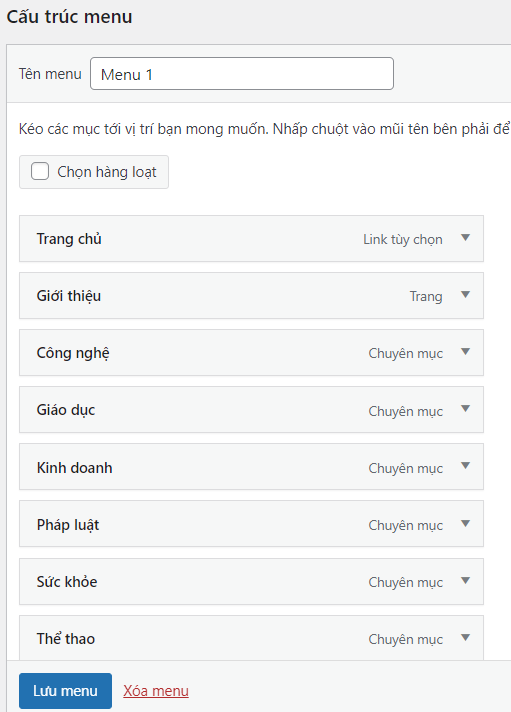 Cấu trúc menu
Tên menu Menu 1
Kéo các mục tới vị trí bạn mong muốn. Nhấp chuột vào mũi tên bên phải để
Chọn hàng loạt
Trang chủ Link tùy chọn
Giới thiệu Trang
Công nghệ Chuyên mục
Giáo dục Chuyên mục
Kinh doanh Chuyên mục
Pháp luật Chuyên mục
Sức khỏe Chuyên mục
Thể thao Chuyên mục
Lưu menu Xóa menu